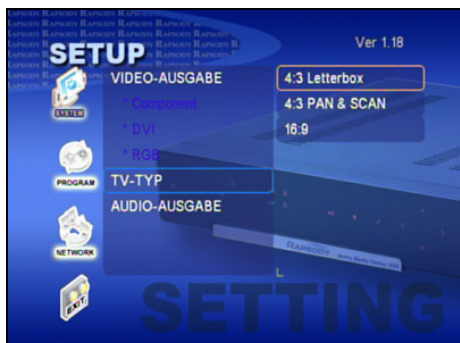 SETUP
Ver 1.18
SYSTEM
PROGRAM
NETWORK
EXIT
VIDEO-AUSGABE
* Component
* DVI
* RGB
TV-TYP
AUDIO-AUSGABE
4:3 Letterbox
4:3 PAN & SCAN
16:9
RAPSODY
L
SETTING